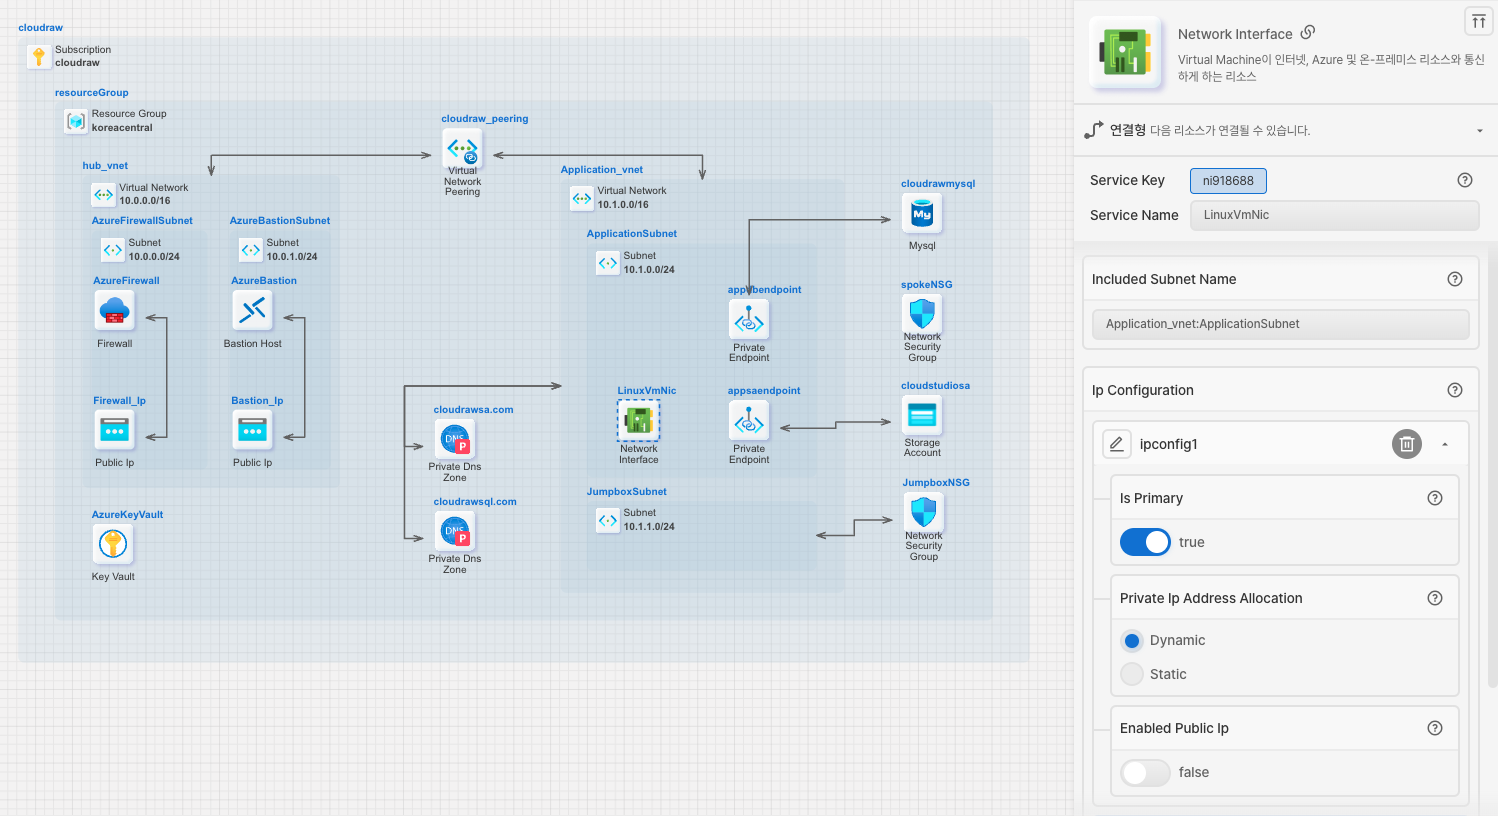 cloudraw
Subscription
cloudraw
resourceGroup
Resource Group
koreacentral
cloudraw_peering
Virtual
Network
Peering
hub_vnet
Virtual Network
10.0.0.0/16
AzureFirewallSubnet
Subnet
10.0.0.0/24
AzureBastionSubnet
Subnet
10.0.1.0/24
AzureFirewall
Firewall
AzureBastion
Bastion Host
Firewall_Ip
Public Ip
Bastion_Ip
Public Ip
AzureKeyVault
Key Vault
Application_vnet
Virtual Network
10.1.0.0/16
ApplicationSubnet
Subnet
10.1.0.0/24
Private
Endpoint
LinuxVmNic
Network
Interface
appsaendpoint
Private
Endpoint
cloudrawsa.com
DNS
P
Private Dns
Zone
cloudrawsql.com
DNS
P
Private Dns
Zone
JumpboxSubnet
Subnet
10.1.1.0/24
cloudrawmysql
My
Mysql
spokeNSG
Network
Security
Group
cloudstudiosa
Storage
Account
JumpboxNSG
Network
Security
Group
Network Interface
Virtual Machine이 인터넷, Azure 및 온-프레미스 리소스와 통신
하게 하는 리소스
연결형 다음 리소스가 연결될 수 있습니다.
Service Key
ni918688
Service Name
LinuxVmNic
Included Subnet Name
Application_vnet:ApplicationSubnet
Ip Configuration
ipconfig1
Is Primary
true
Private Ip Address Allocation
Dynamic
Static
Enabled Public Ip
false